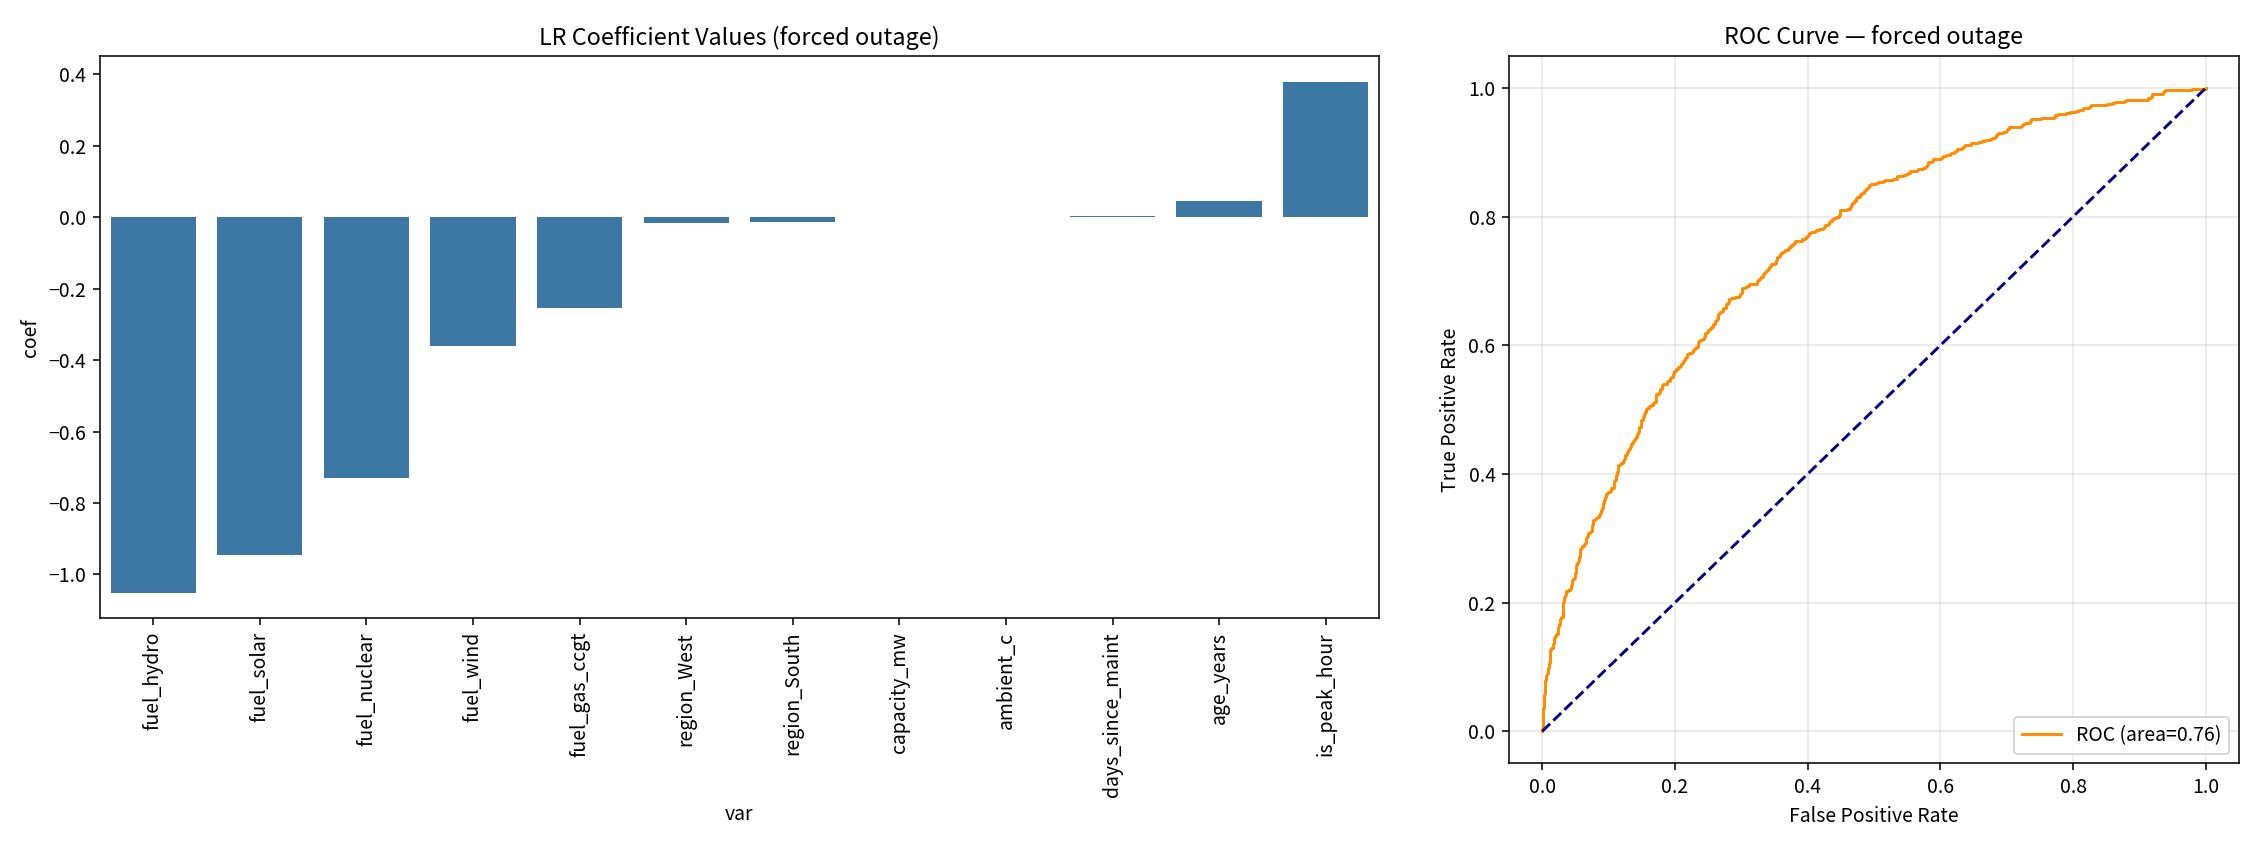 LR Coefficient Values (forced outage)
coef
0.4
0.2
0.0
−0.2
−0.4
−0.6
−0.8
−1.0
fuel_hydro
fuel_solar
fuel_nuclear
fuel_wind
fuel_gas_ccgt
region_West
region_South
capacity_mw
ambient_c
days_since_maint
age_years
is_peak_hour
var
ROC Curve — forced outage
True Positive Rate
1.0
0.8
0.6
0.4
0.2
0.0
ROC (area=0.76)
0.0
0.2
0.4
0.6
0.8
1.0
False Positive Rate